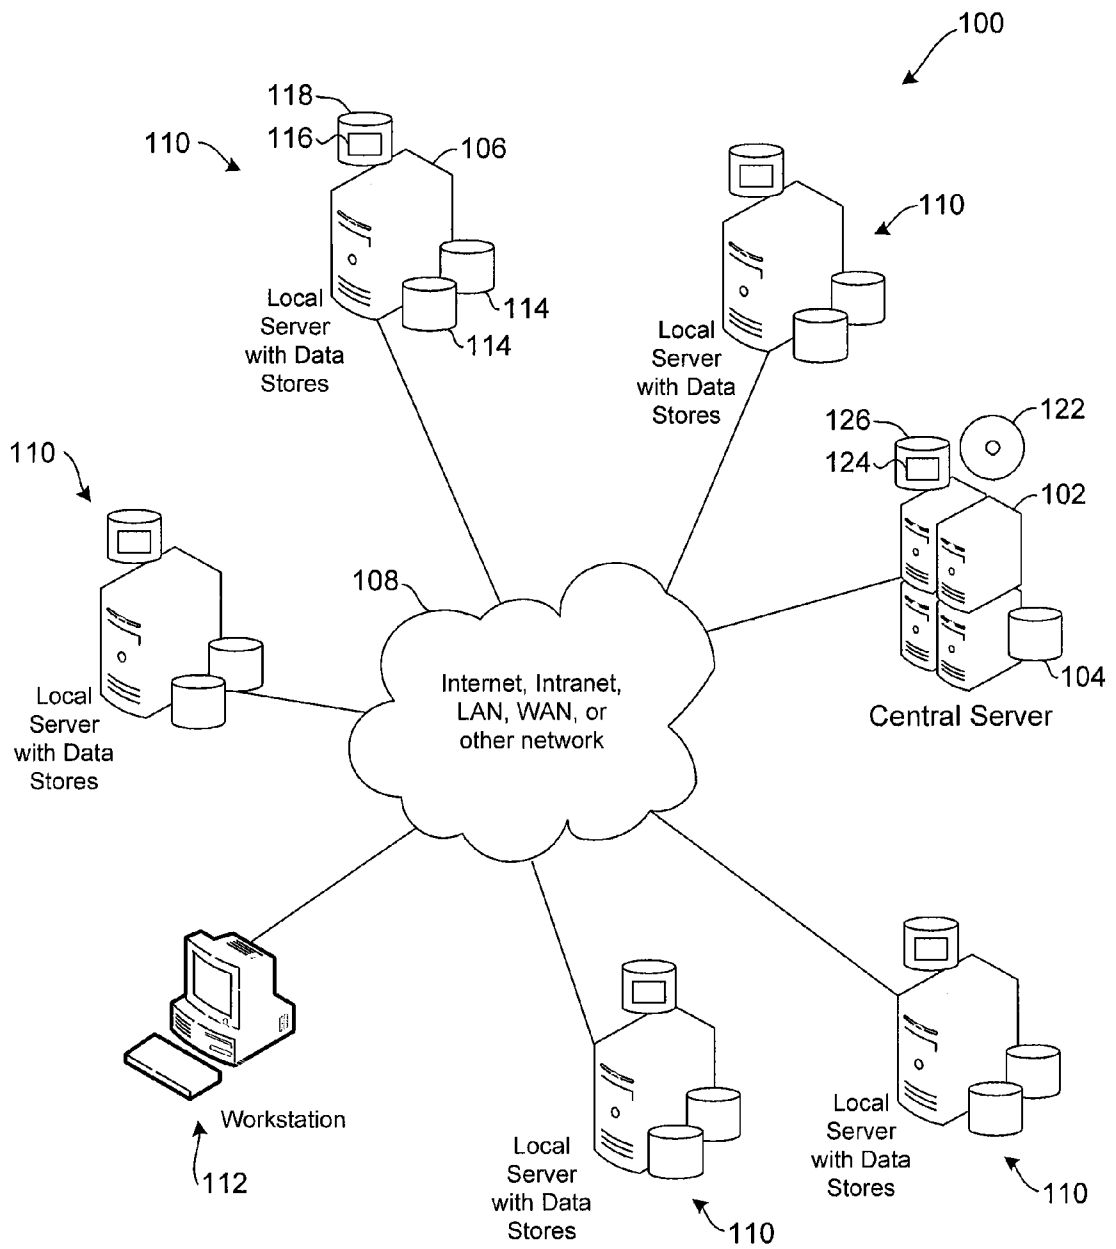 100
118
116
110
106
110
Local
Server
with Data
Stores
114
114
Local
Server
with Data
Stores
126
122
124
102
110
108
Internet, Intranet,
LAN, WAN, or
other network
104
Central Server
Local
Server
with Data
Stores
Workstation
112
Local
Server
with Data
Stores
110
Local
Server
with Data
Stores
110